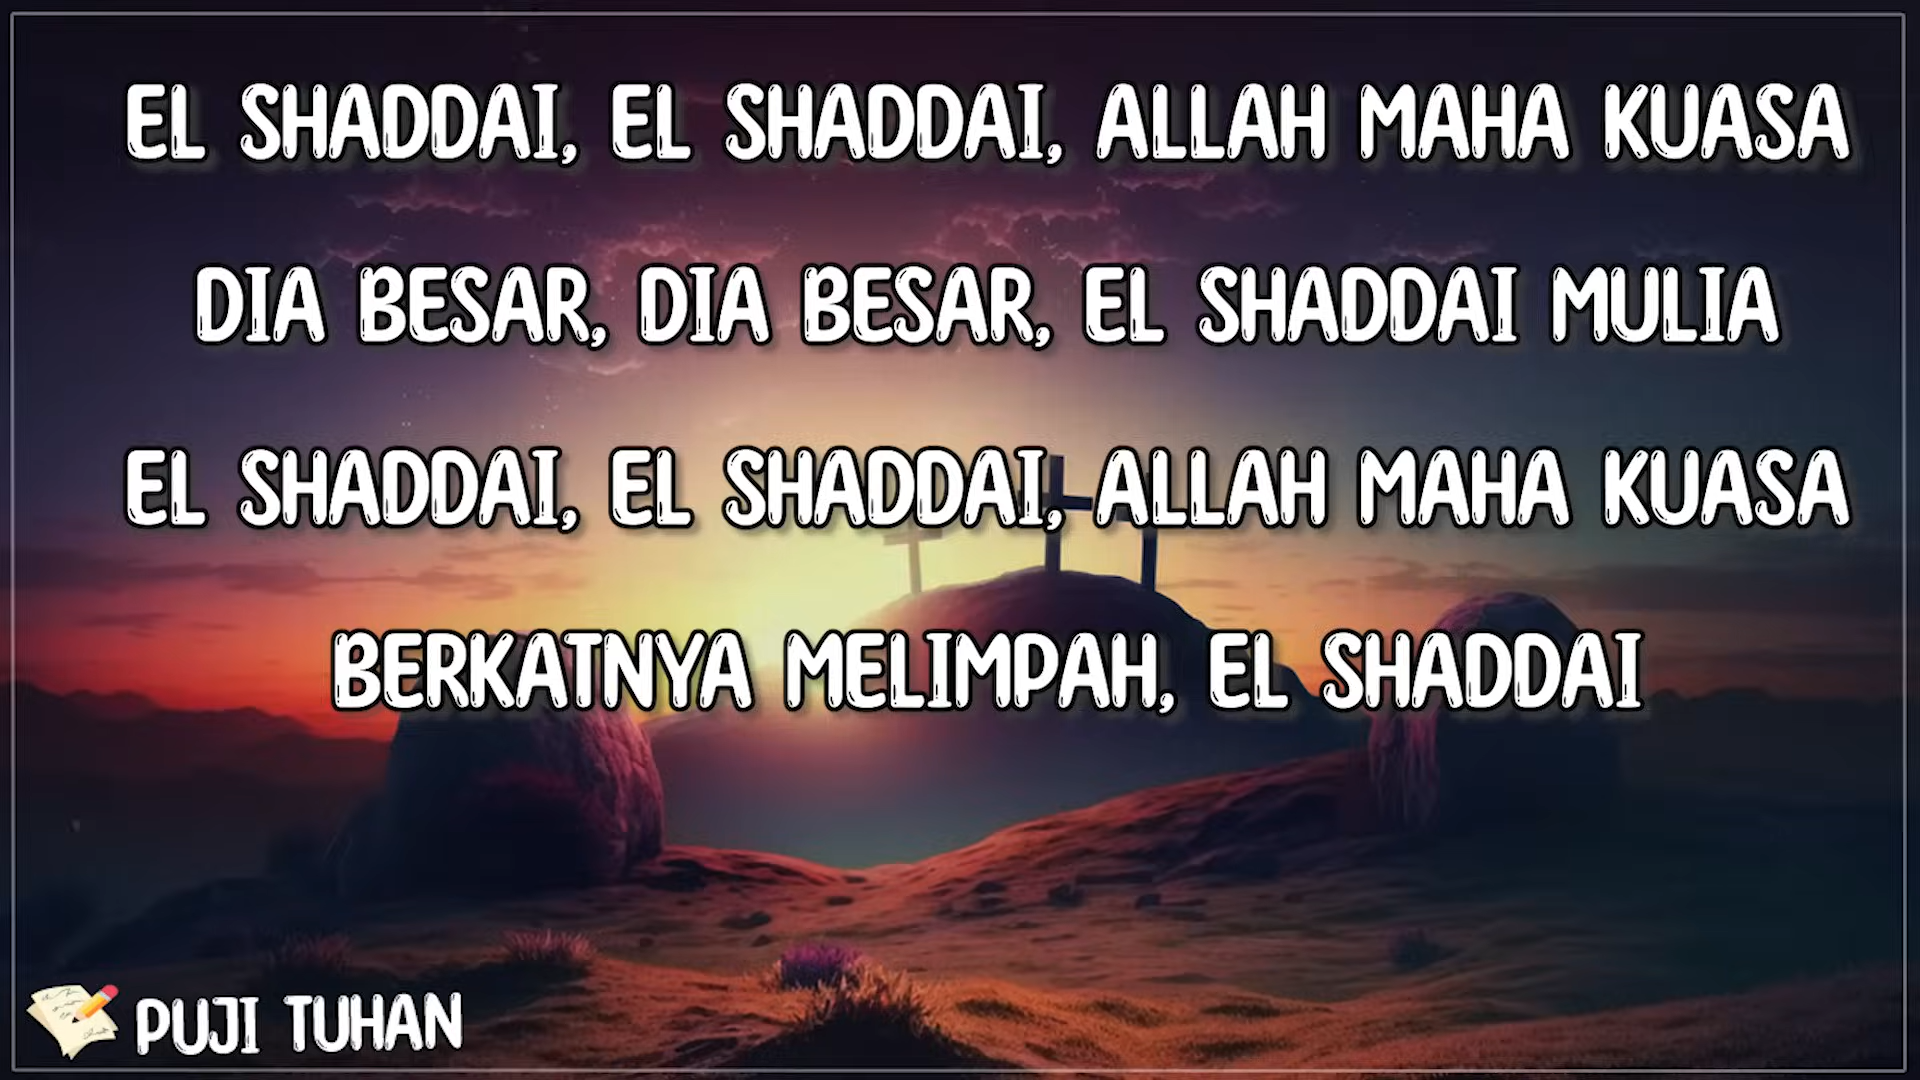 EL SHADDAI, EL SHADDAI, ALLAH MAHA KUASA
DIA BESAR, DIA BESAR, EL SHADDAI MULIA
EL SHADDAI, EL SHADDAI, ALLAH MAHA KUASA
BERKATNYA MELIMPAH, EL SHADDAI
PUJI TUHAN